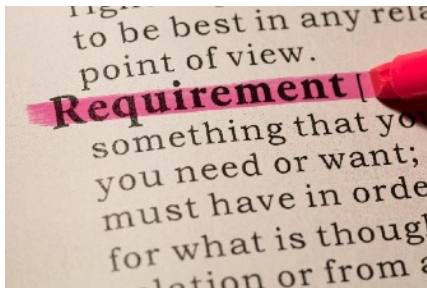 to be best in any
point of view.
Requirement [
something that you
you need or want;
must have in
for what is
or from a